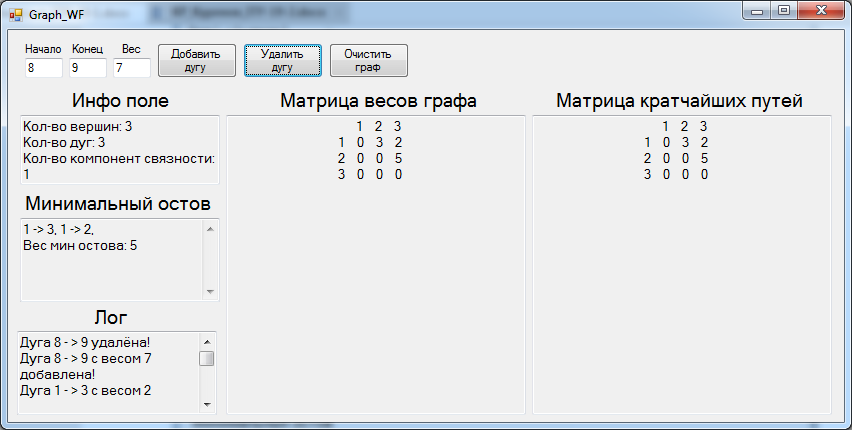 Graph_WF
Начало Конец Вес
8 9 7
Добавить дугу
Удалить дугу
Очистить граф
Инфо поле
Кол-во вершин: 3
Кол-во дуг: 3
Кол-во компонент связности:
1
Минимальный остов
1 -> 3, 1 -> 2,
Вес мин остова: 5
Лог
Дуга 8 - > 9 удалёна!
Дуга 8 - > 9 с весом 7
добавлена!
Дуга 1 - > 3 с весом 2
Матрица весов графа
1 2 3
1 0 3 2
2 0 0 5
3 0 0 0
Матрица кратчайших путей
1 2 3
1 0 3 2
2 0 0 5
3 0 0 0